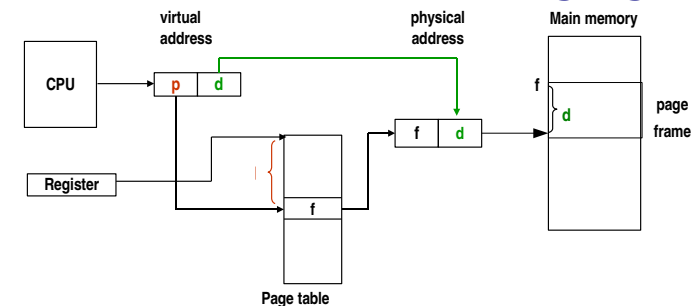 virtual
address
physical
address
Main memory
CPU
p d
f
d
page
frame
f d
Register
f
Page table